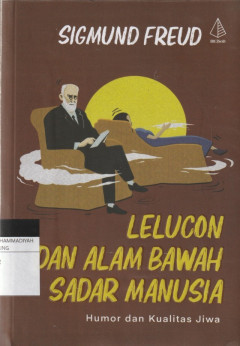 SIGMUND FREUD
LELUCON
DAN ALAM BAWAH
SADAR MANUSIA
Humor dan Kualitas Jiwa